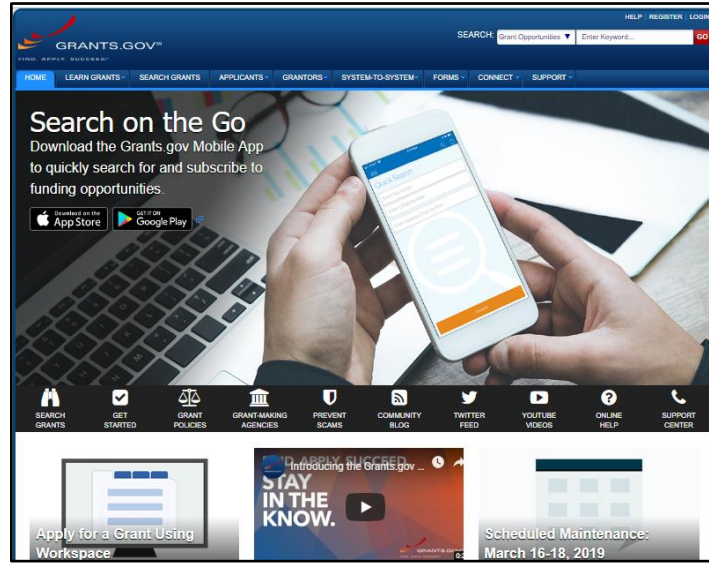 HELP | REGISTER | LOGIN
GRANTS.GOV℠
FIND. APPLY. SUCCEED.
SEARCH: Grant Opportunities ▼ Enter Keyword... GO
HOME LEARN GRANTS SEARCH GRANTS APPLICANTS GRANTORS SYSTEM-TO-SYSTEM FORMS CONNECT SUPPORT
Search on the Go
Download the Grants.gov Mobile App
to quickly search for and subscribe to
funding opportunities.
Download on the
App Store
GET IT ON
Google Play
Quick Search
SEARCH
GRANTS
GET
STARTED
GRANT
POLICIES
GRANT-MAKING
AGENCIES
PREVENT
SCAMS
COMMUNITY
BLOG
TWITTER
FEED
YOUTUBE
VIDEOS
ONLINE
HELP
SUPPORT
CENTER
Apply for a Grant Using
Workspace
FIND. APPLY. SUCCEED.
Introducing the Grants.gov ...
STAY
IN THE
KNOW.
GRANTS.GOV
Scheduled Maintenance:
March 16-18, 2019